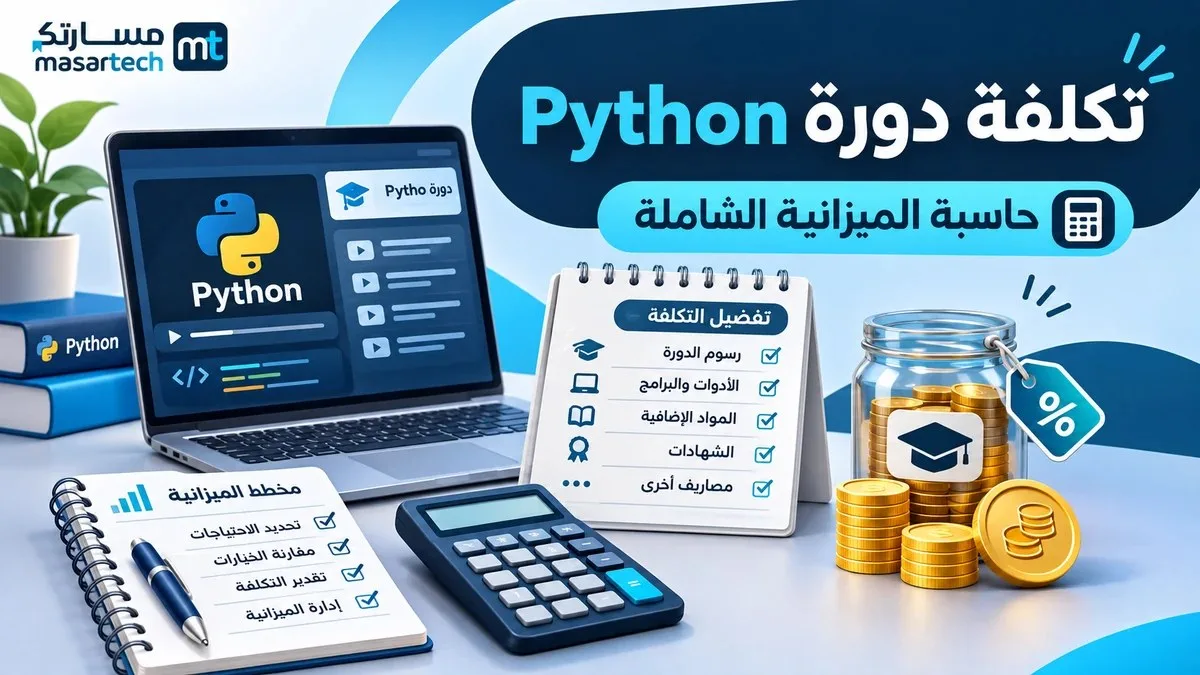 مسارتك
masartech
mt
تكلفة دورة Python
حاسبة الميزانية الشاملة
دورة Pytho
Python
</>
Python
تفضيل التكلفة
رسوم الدورة
الأدوات والبرامج
المواد الإضافية
الشهادات
مصاريف أخرى
%
مخطط الميزانية
تحديد الاحتياجات
مقارنة الخيارات
تقدير التكلفة
إدارة الميزانية